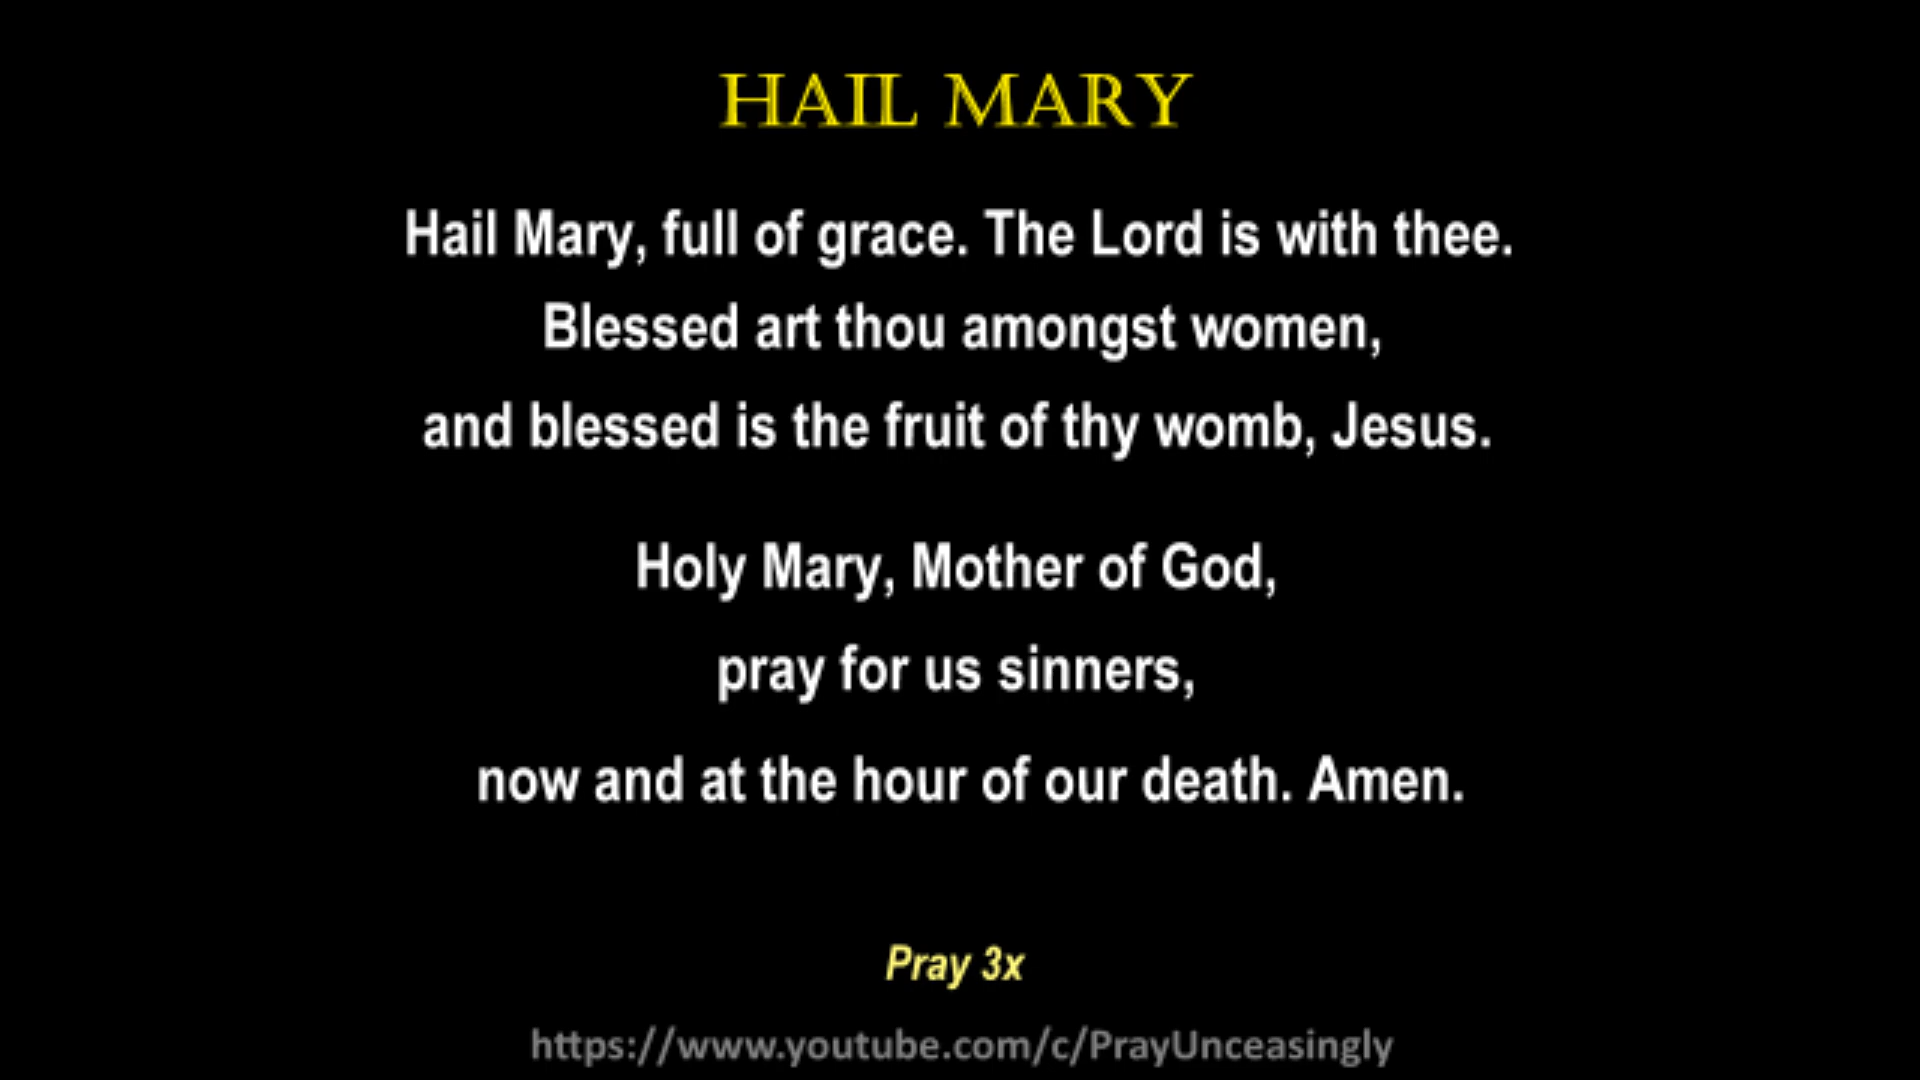 HAIL MARY
Hail Mary, full of grace. The Lord is with thee.
Blessed art thou amongst women,
and blessed is the fruit of thy womb, Jesus.
Holy Mary, Mother of God,
pray for us sinners,
now and at the hour of our death. Amen.
Pray 3x
https://www.youtube.com/c/PrayUnceasingly